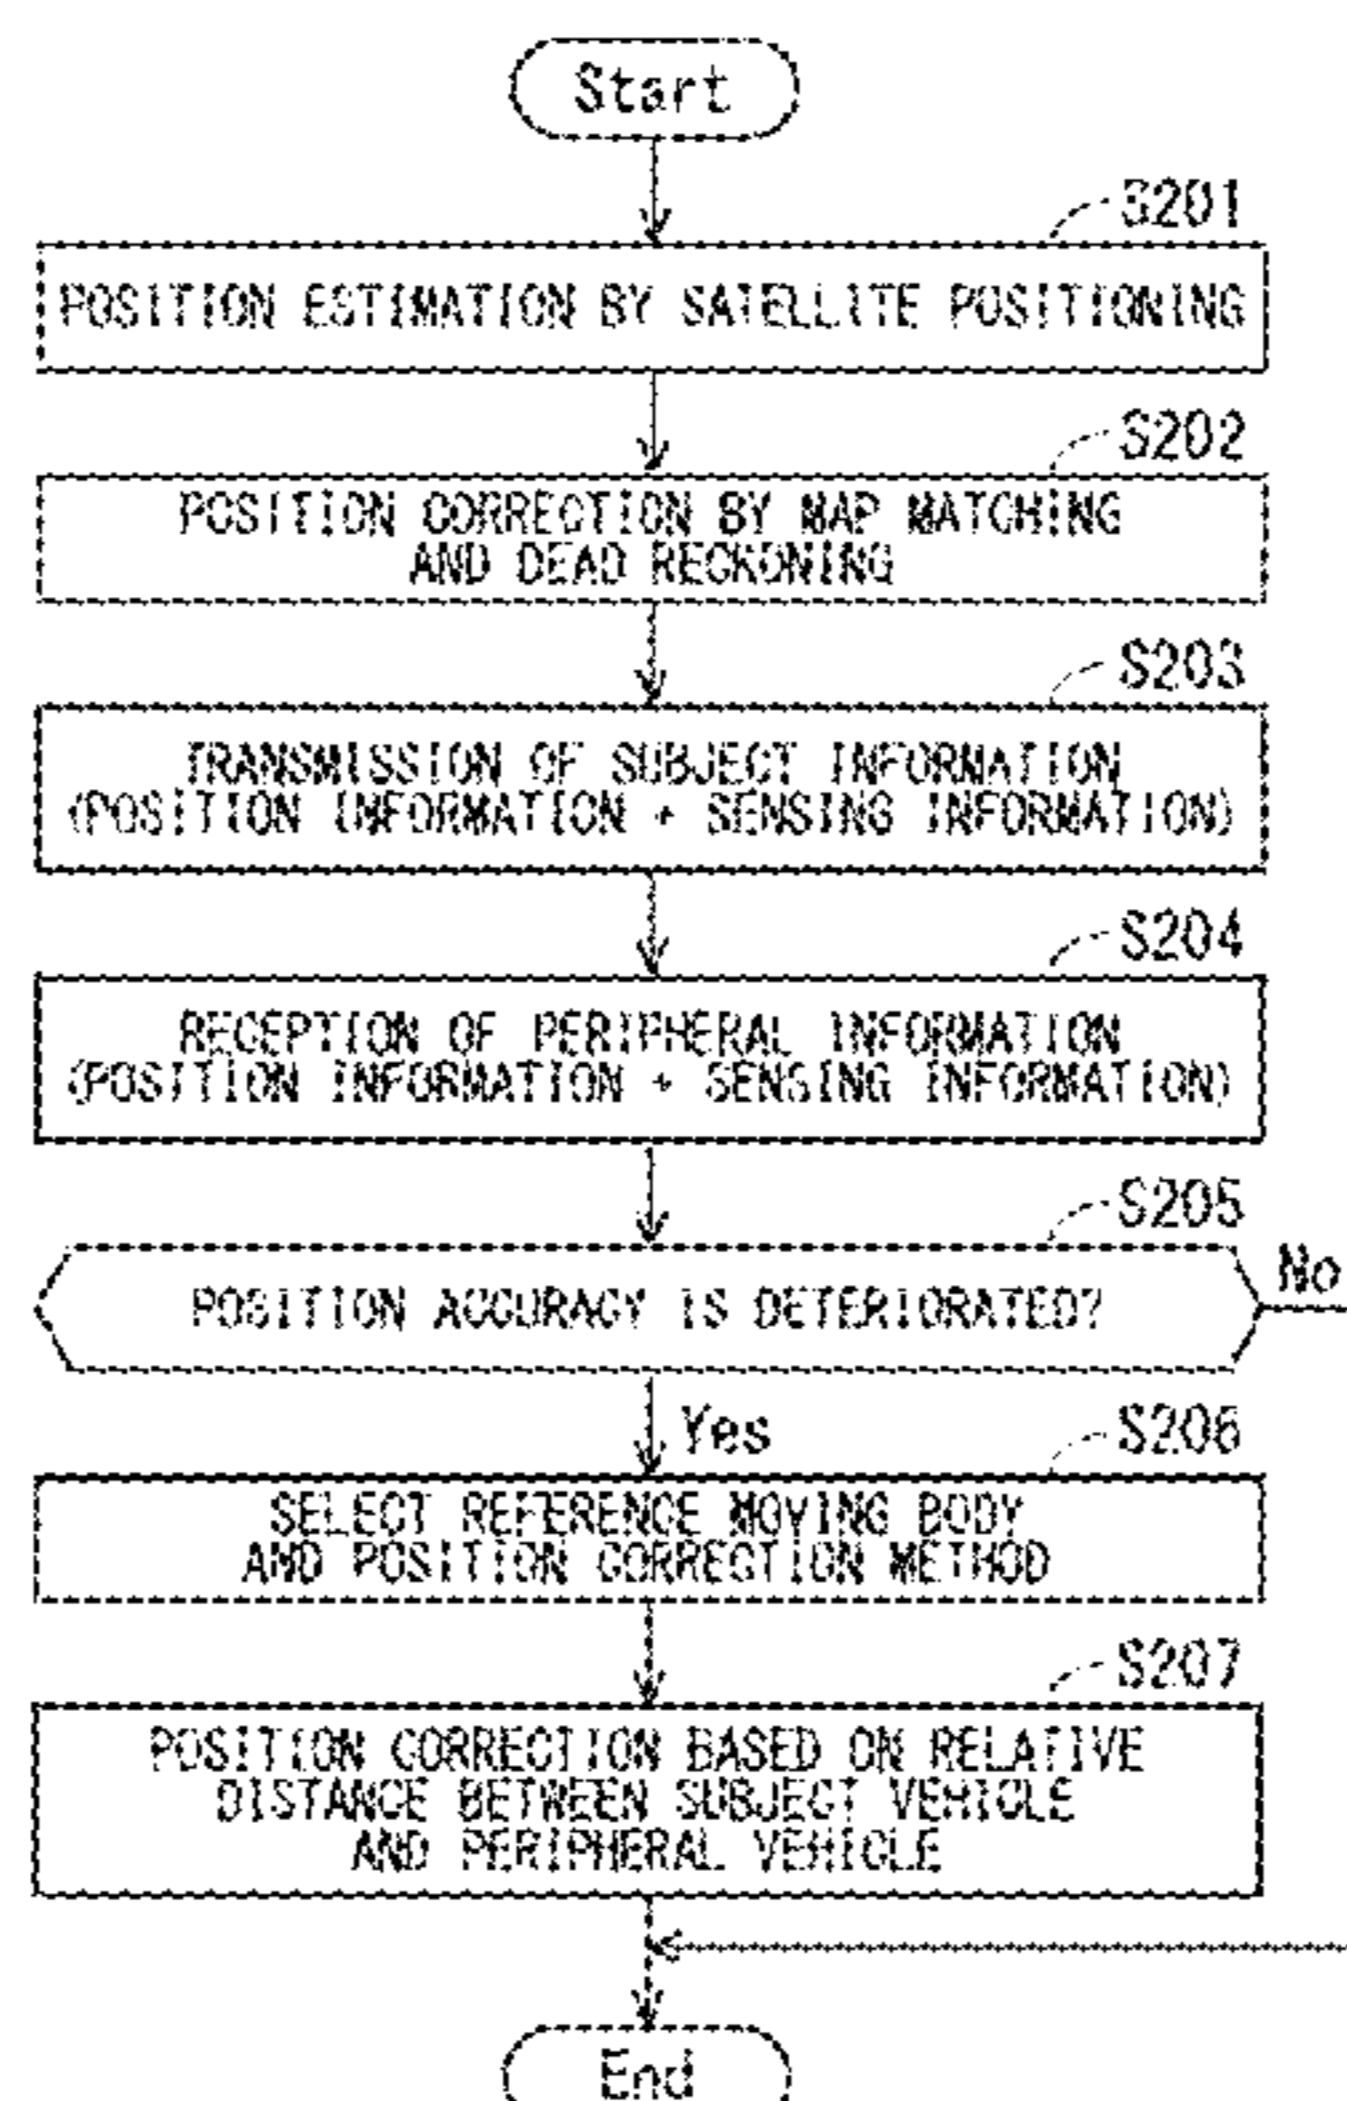 Start
S201
POSITION ESTIMATION BY SATELLITE POSITIONING
S202
POSITION CORRECTION BY MAP MATCHING
AND DEAD RECKONING
S203
TRANSMISSION OF SUBJECT INFORMATION
(POSITION INFORMATION + SENSING INFORMATION)
S204
RECEPTION OF PERIPHERAL INFORMATION
(POSITION INFORMATION + SENSING INFORMATION)
S205
POSITION ACCURACY IS DETERIORATED?
No
Yes
S206
SELECT REFERENCE MOVING BODY
AND POSITION CORRECTION METHOD
S207
POSITION CORRECTION BASED ON RELATIVE
DISTANCE BETWEEN SUBJECT VEHICLE
AND PERIPHERAL VEHICLE
End